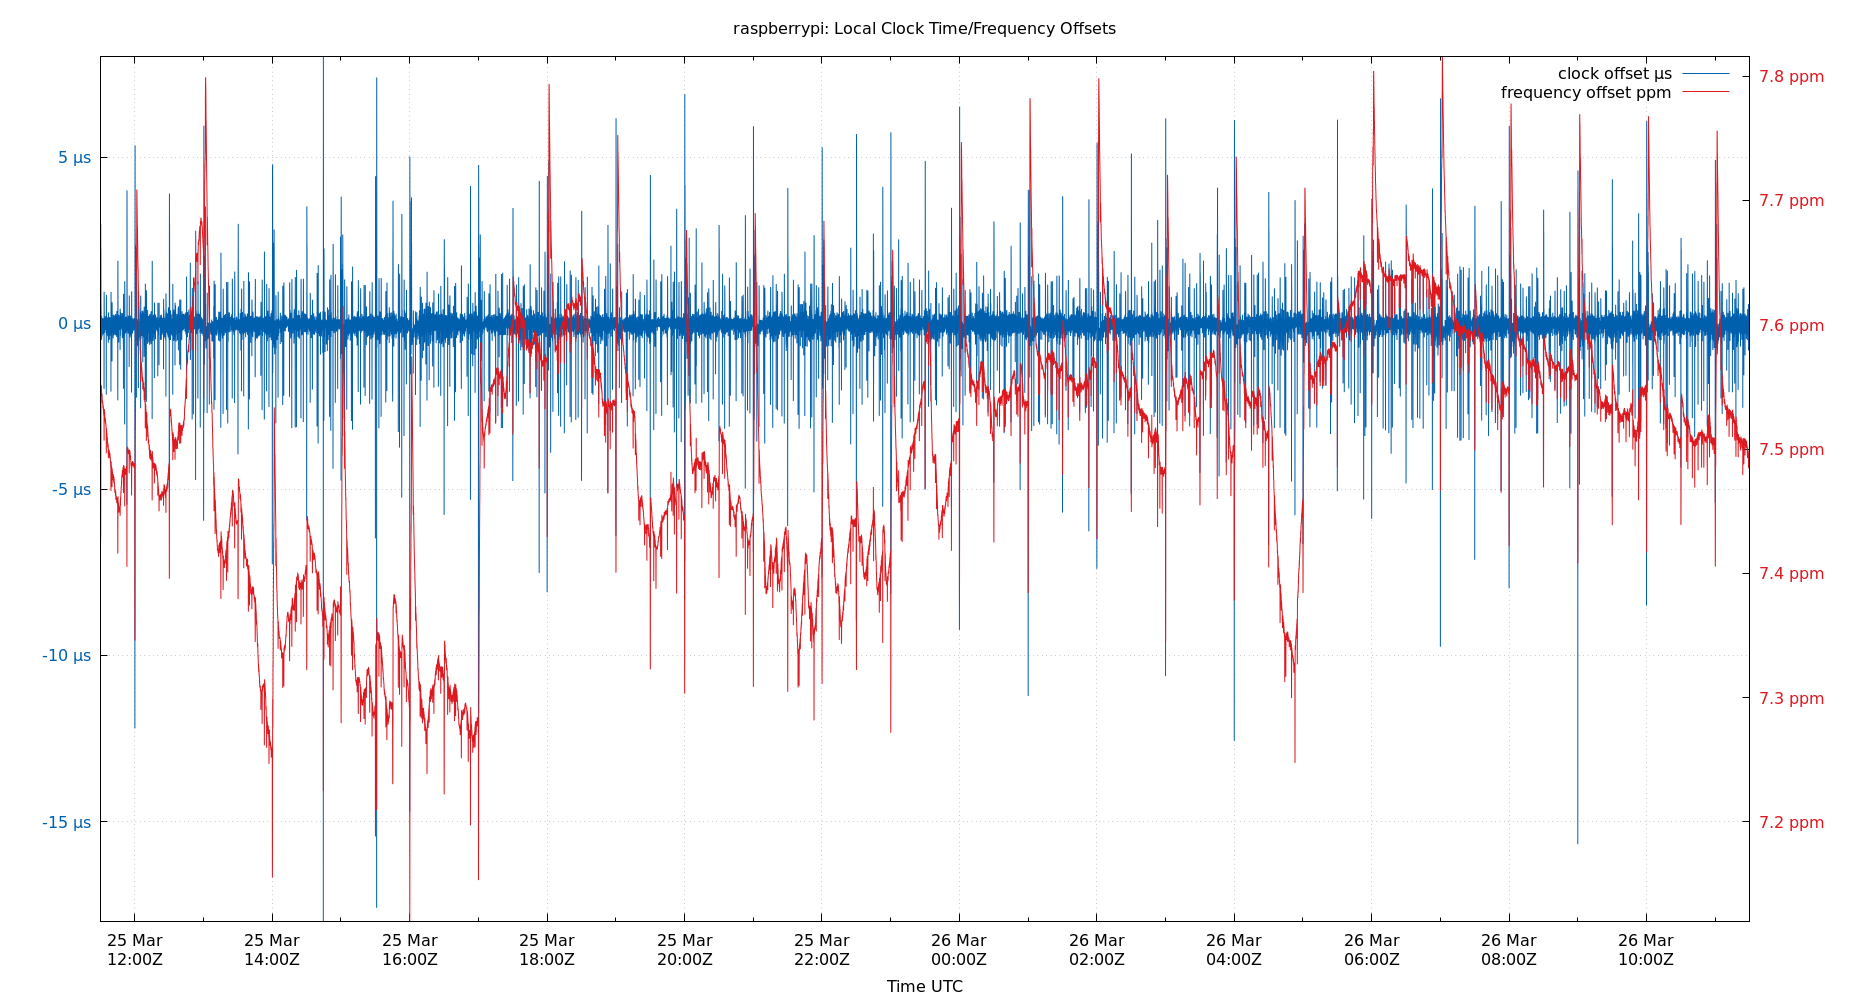 raspberrypi: Local Clock Time/Frequency Offsets
clock offset µs
frequency offset ppm
5 µs
0 µs
-5 µs
-10 µs
-15 µs
7.8 ppm
7.7 ppm
7.6 ppm
7.5 ppm
7.4 ppm
7.3 ppm
7.2 ppm
25 Mar 25 Mar 25 Mar 25 Mar 25 Mar 25 Mar 26 Mar 26 Mar 26 Mar 26 Mar 26 Mar 26 Mar
12:00Z 14:00Z 16:00Z 18:00Z 20:00Z 22:00Z 00:00Z 02:00Z 04:00Z 06:00Z 08:00Z 10:00Z
Time UTC